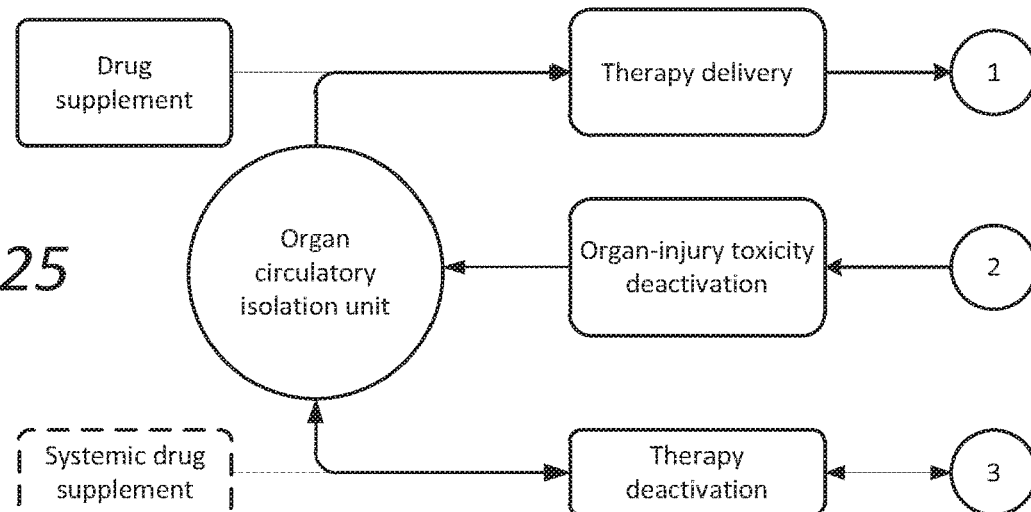 Drug
supplement
Therapy delivery
1
25
Organ
circulatory
isolation unit
Organ-injury toxicity
deactivation
2
Systemic drug
supplement
Therapy
deactivation
3